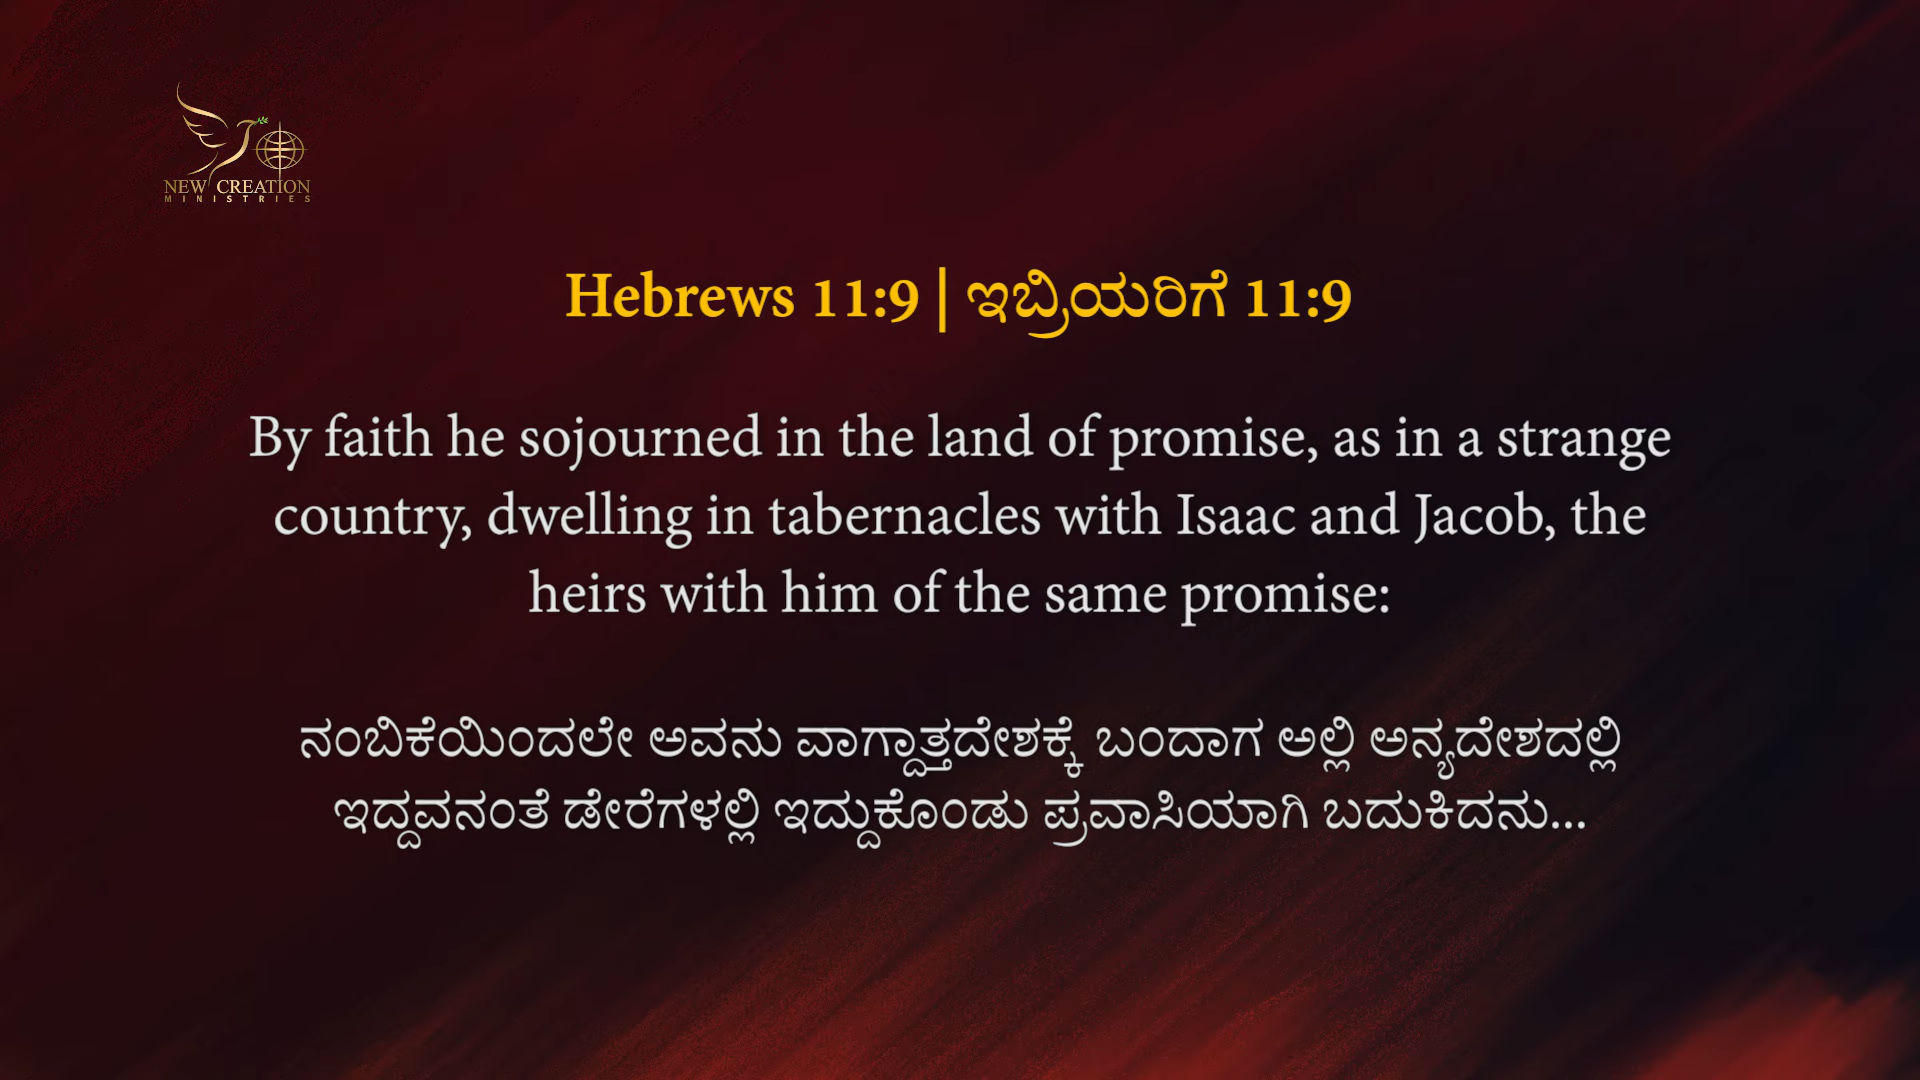 NEW CREATION
MINISTRIES
Hebrews 11:9 | ಇಬ್ರಿಯರಿಗೆ 11:9
By faith he sojourned in the land of promise, as in a strange
country, dwelling in tabernacles with Isaac and Jacob, the
heirs with him of the same promise:
ನಂಬಿಕೆಯಿಂದಲೇ ಅವನು ವಾಗ್ದಾತ್ತದೇಶಕ್ಕೆ ಬಂದಾಗ ಅಲ್ಲಿ ಅನ್ಯದೇಶದಲ್ಲಿ
ಇದ್ದವನಂತೆ ಡೇರೆಗಳಲ್ಲಿ ಇದ್ದುಕೊಂಡು ಪ್ರವಾಸಿಯಾಗಿ ಬದುಕಿದನು...